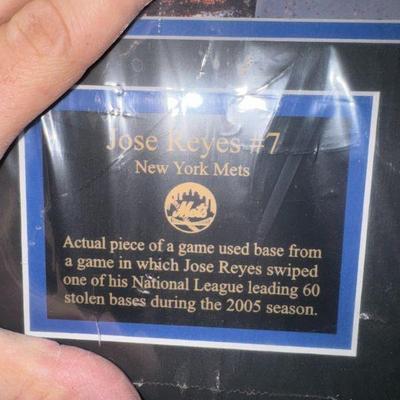 Jose Reyes #7
New York Mets
Mets
Actual piece of a game used base from
a game in which Jose Reyes swiped
one of his National League leading 60
stolen bases during the 2005 season.